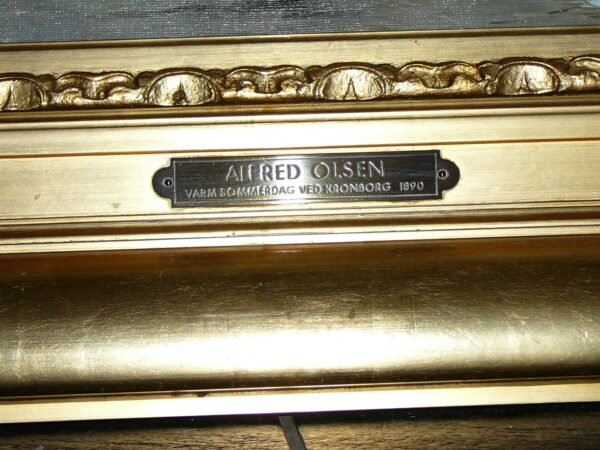 ALFRED OLSEN
VARM SOMMERDAG VED KRONBORG 1890